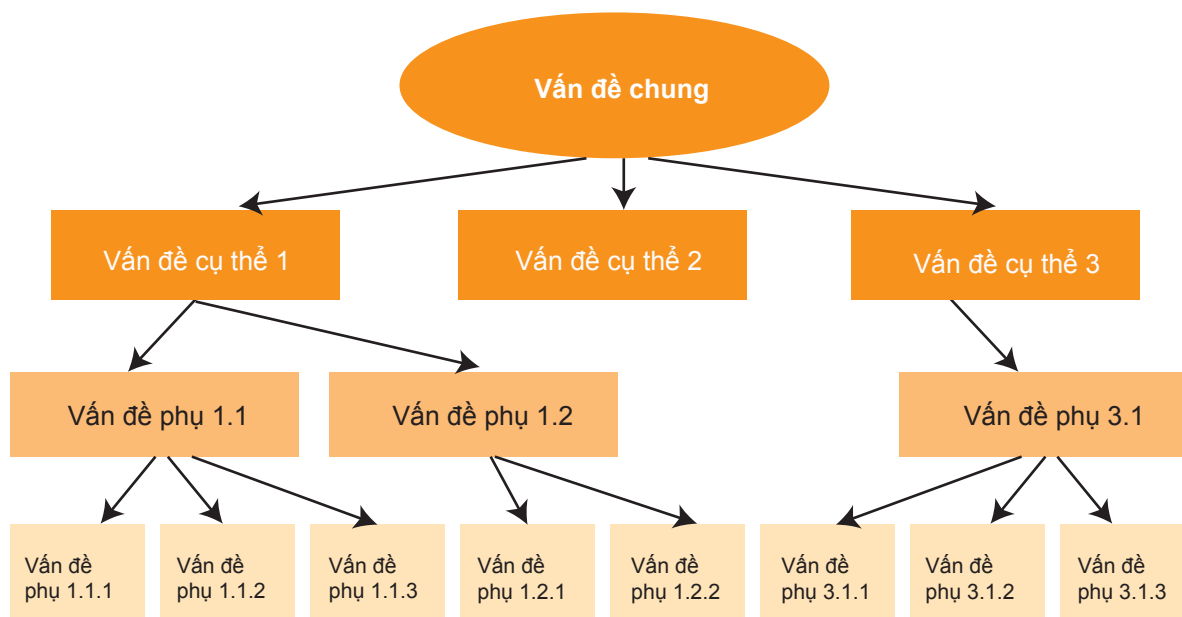 Vấn đề chung
Vấn đề cụ thể 1
Vấn đề cụ thể 2
Vấn đề cụ thể 3
Vấn đề phụ 1.1
Vấn đề phụ 1.2
Vấn đề phụ 3.1
Vấn đề
phụ 1.1.1
Vấn đề
phụ 1.1.2
Vấn đề
phụ 1.1.3
Vấn đề
phụ 1.2.1
Vấn đề
phụ 1.2.2
Vấn đề
phụ 3.1.1
Vấn đề
phụ 3.1.2
Vấn đề
phụ 3.1.3